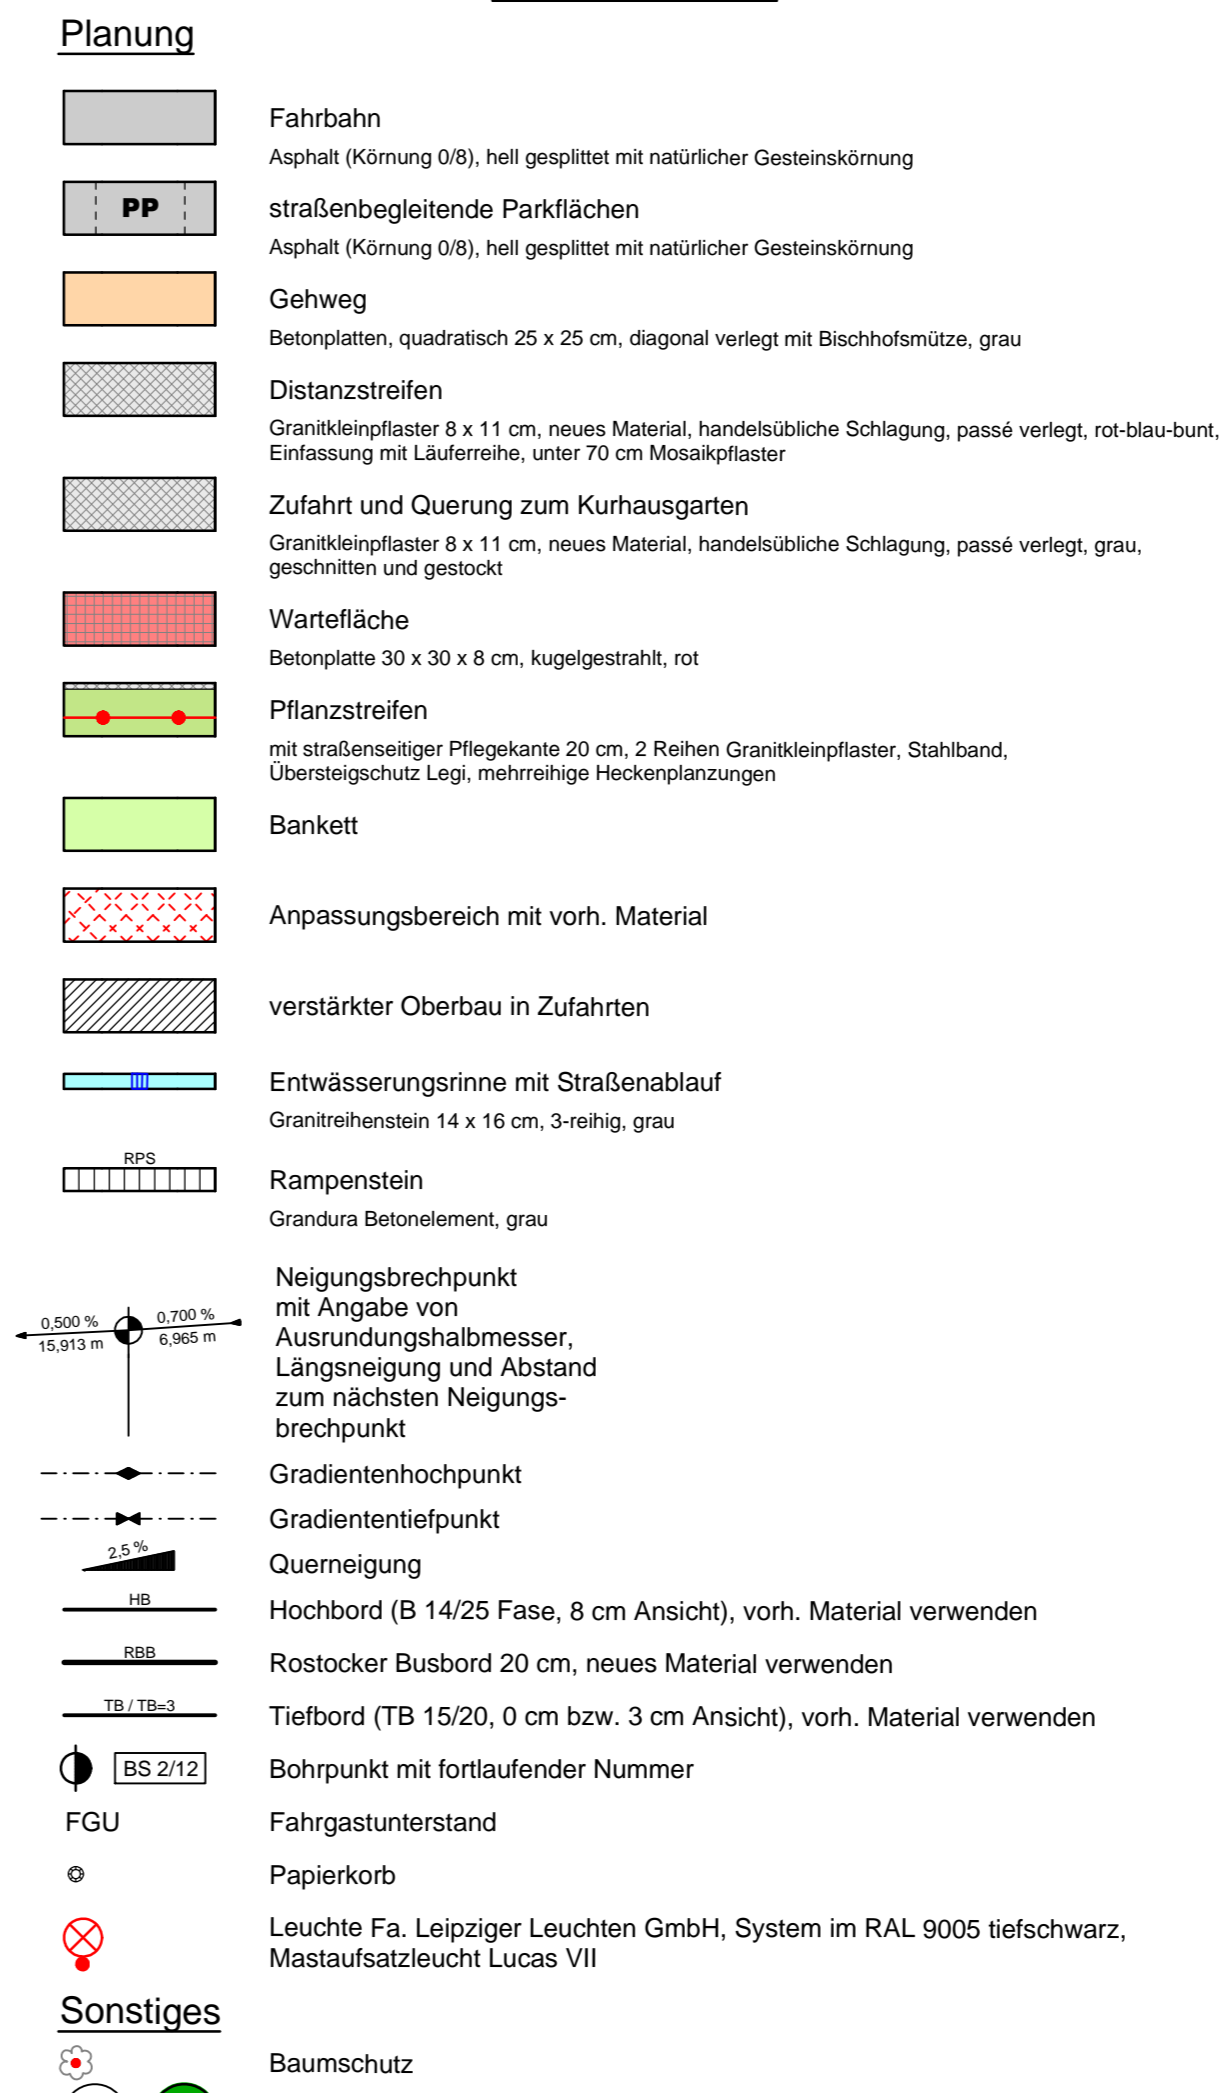 Planung
Fahrbahn
Asphalt (Körnung 0/8), hell gesplittet mit natürlicher Gesteinskörnung
PP
straßenbegleitende Parkflächen
Asphalt (Körnung 0/8), hell gesplittet mit natürlicher Gesteinskörnung
Gehweg
Betonplatten, quadratisch 25 x 25 cm, diagonal verlegt mit Bischhofsmütze, grau
Distanzstreifen
Granitkleinpflaster 8 x 11 cm, neues Material, handelsübliche Schlagung, passé verlegt, rot-blau-bunt,
Einfassung mit Läuferreihe, unter 70 cm Mosaikpflaster
Zufahrt und Querung zum Kurhausgarten
Granitkleinpflaster 8 x 11 cm, neues Material, handelsübliche Schlagung, passé verlegt, grau,
geschnitten und gestockt
Wartefläche
Betonplatte 30 x 30 x 8 cm, kugelgestrahlt, rot
Pflanzstreifen
mit straßenseitiger Pflegekante 20 cm, 2 Reihen Granitkleinpflaster, Stahlband,
Übersteigschutz Legi, mehrreihige Heckenplanzungen
Bankett
Anpassungsbereich mit vorh. Material
verstärkter Oberbau in Zufahrten
Entwässerungsrinne mit Straßenablauf
Granitreihenstein 14 x 16 cm, 3-reihig, grau
RPS
Rampenstein
Grandura Betonelement, grau
0,500 %
15,913 m
0,700 %
6,965 m
Neigungsbrechpunkt
mit Angabe von
Ausrundungshalbmesser,
Längsneigung und Abstand
zum nächsten Neigungs-
brechpunkt
Gradientenhochpunkt
Gradiententiefpunkt
2,5 %
Querneigung
HB
Hochbord (B 14/25 Fase, 8 cm Ansicht), vorh. Material verwenden
RBB
Rostocker Busbord 20 cm, neues Material verwenden
TB / TB=3
Tiefbord (TB 15/20, 0 cm bzw. 3 cm Ansicht), vorh. Material verwenden
BS 2/12
Bohrpunkt mit fortlaufender Nummer
FGU
Fahrgastunterstand
Papierkorb
Leuchte Fa. Leipziger Leuchten GmbH, System im RAL 9005 tiefschwarz,
Mastaufsatzleucht Lucas VII
Sonstiges
Baumschutz